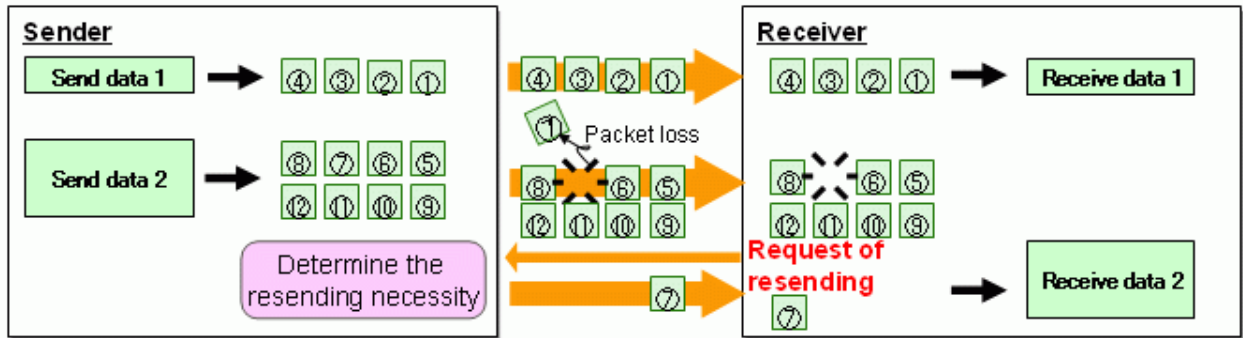 Sender
Send data 1
④ ③ ② ①
④ ③ ② ①
Receiver
④ ③ ② ①
Receive data 1
Send data 2
⑧ ⑦ ⑥ ⑤
⑫ ⑪ ⑩ ⑨
⑦
Packet loss
⑧ ⑥ ⑤
⑫ ⑪ ⑩ ⑨
⑧ ⑥ ⑤
⑫ ⑪ ⑩ ⑨
Determine the
resending necessity
Request of
resending
⑦
⑦
Receive data 2